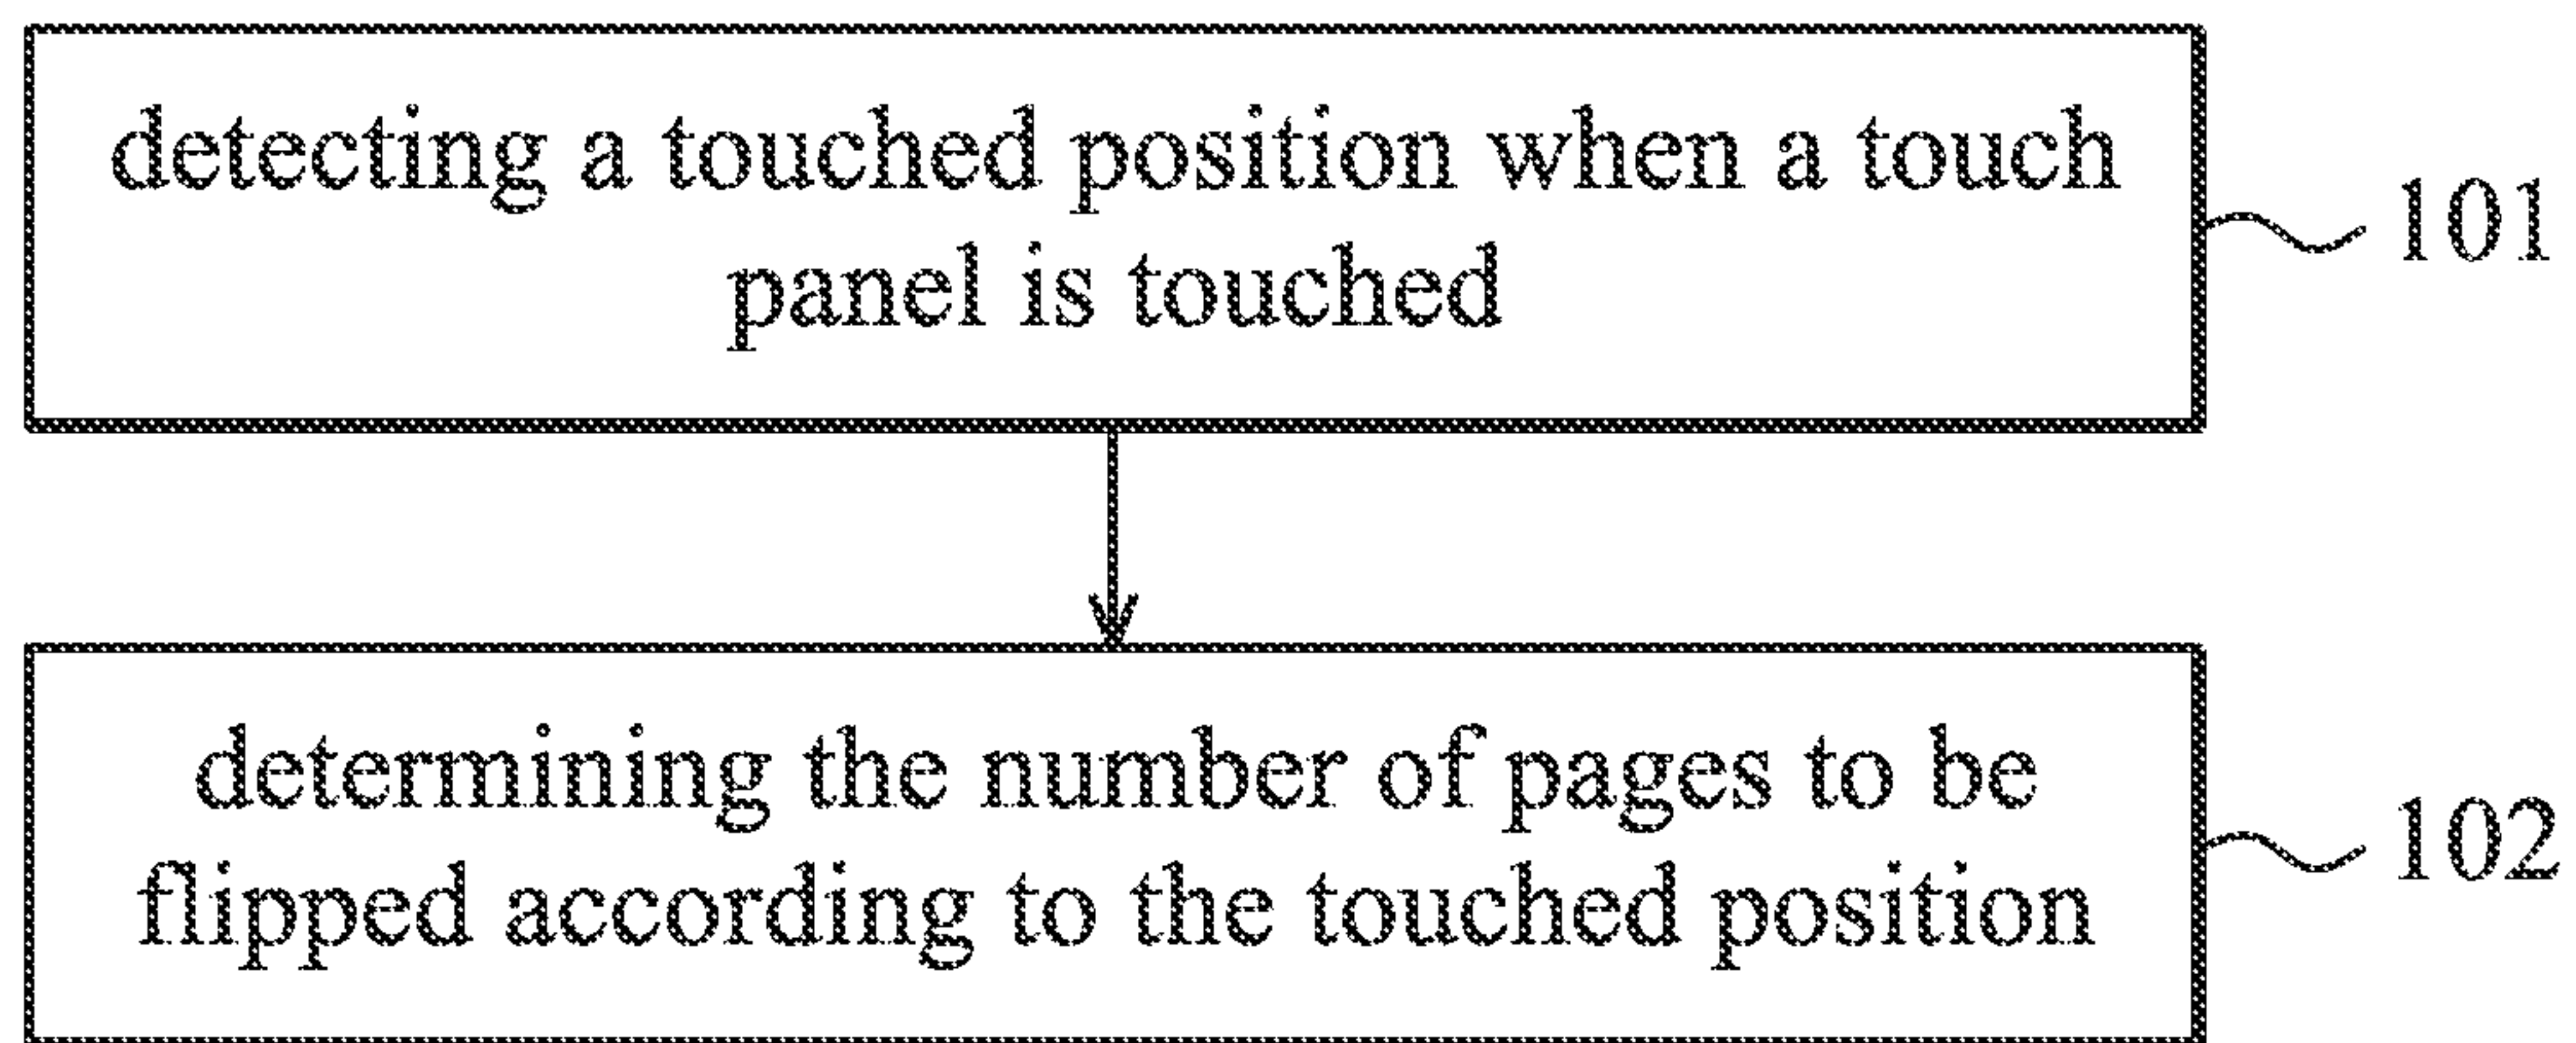 detecting a touched position when a touch
panel is touched
101
determining the number of pages to be
flipped according to the touched position
102